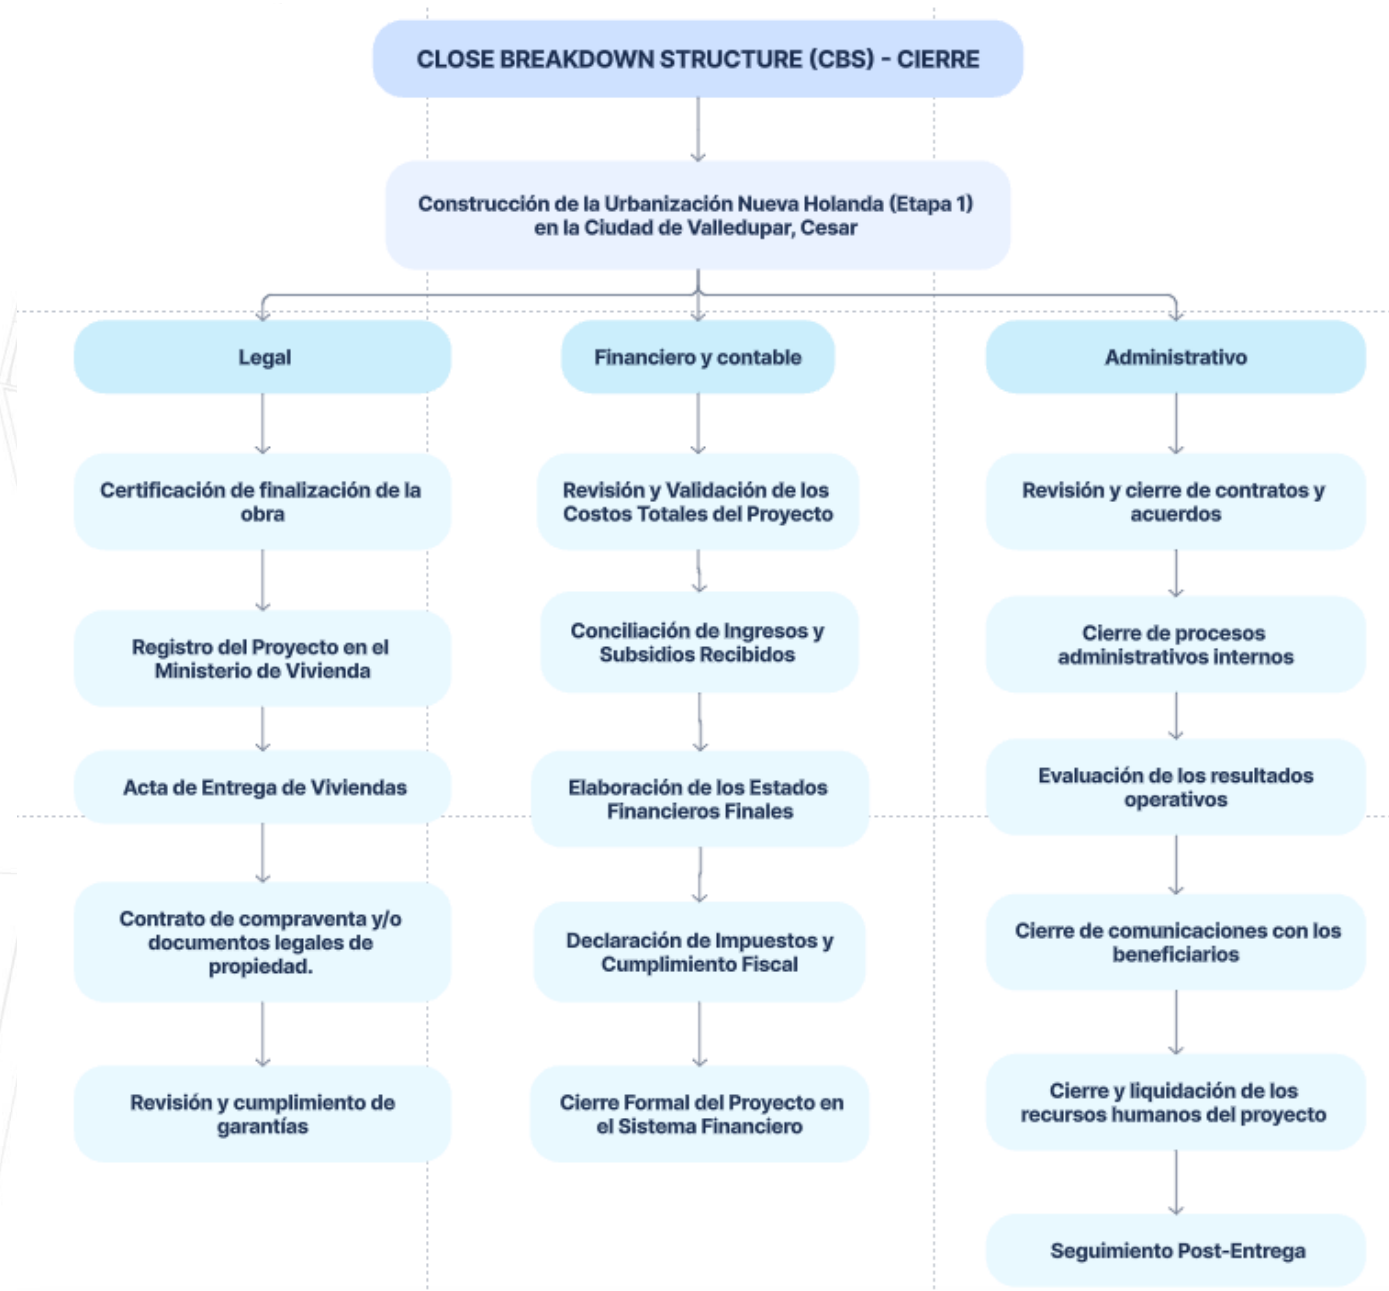 CLOSE BREAKDOWN STRUCTURE (CBS) - CIERRE
Construcción de la Urbanización Nueva Holanda (Etapa 1)
en la Ciudad de Valledupar, Cesar
Legal
Certificación de finalización de la
obra
Registro del Proyecto en el
Ministerio de Vivienda
Acta de Entrega de Viviendas
Contrato de compraventa y/o
documentos legales de
propiedad.
Revisión y cumplimiento de
garantías
Financiero y contable
Revisión y Validación de los
Costos Totales del Proyecto
Conciliación de Ingresos y
Subsidios Recibidos
Elaboración de los Estados
Financieros Finales
Declaración de Impuestos y
Cumplimiento Fiscal
Cierre Formal del Proyecto en
el Sistema Financiero
Administrativo
Revisión y cierre de contratos y
acuerdos
Cierre de procesos
administrativos internos
Evaluación de los resultados
operativos
Cierre de comunicaciones con los
beneficiarios
Cierre y liquidación de los
recursos humanos del proyecto
Seguimiento Post-Entrega